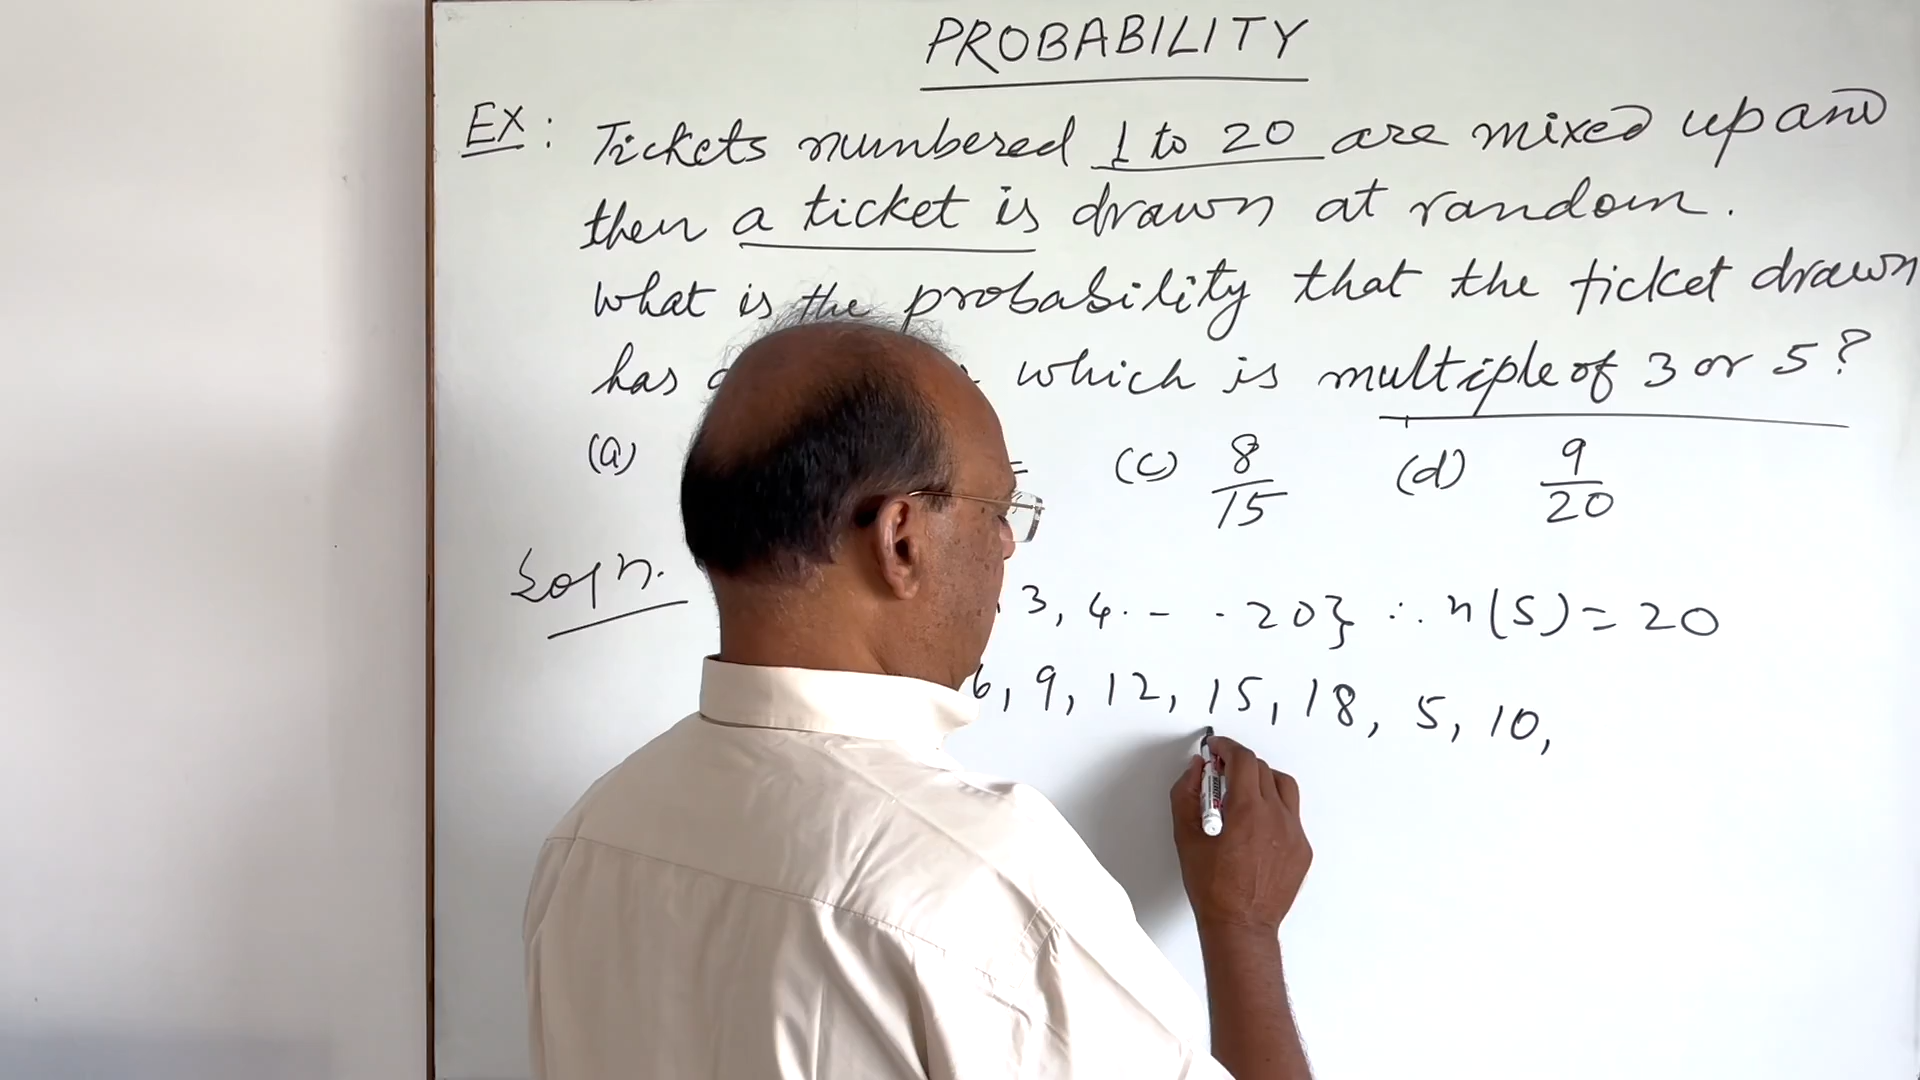 PROBABILITY
EX: Tickets numbered 1 to 20 are mixed up and
then a ticket is drawn at random.
What is the probability that the ticket drawn
has which is multiple of 3 or 5?
(a) (c) 8/15 (d) 9/20
Soln.
3, 4. - - 20} ∴ n(S) = 20
6, 9, 12, 15, 18, 5, 10,